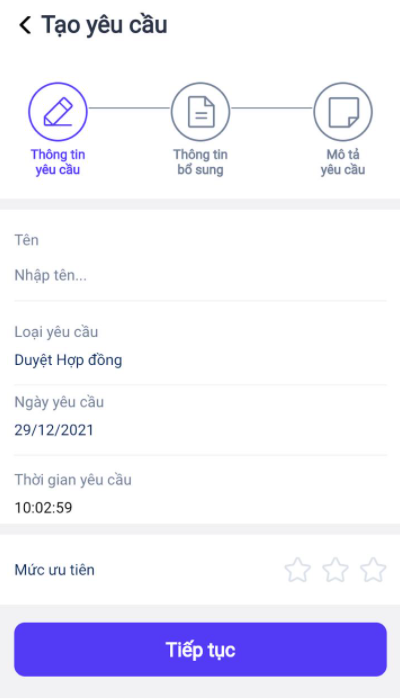 Tạo yêu cầu
Thông tin
yêu cầu
Thông tin
bổ sung
Mô tả
yêu cầu
Tên
Nhập tên...
Loại yêu cầu
Duyệt Hợp đồng
Ngày yêu cầu
29/12/2021
Thời gian yêu cầu
10:02:59
Mức ưu tiên
Tiếp tục